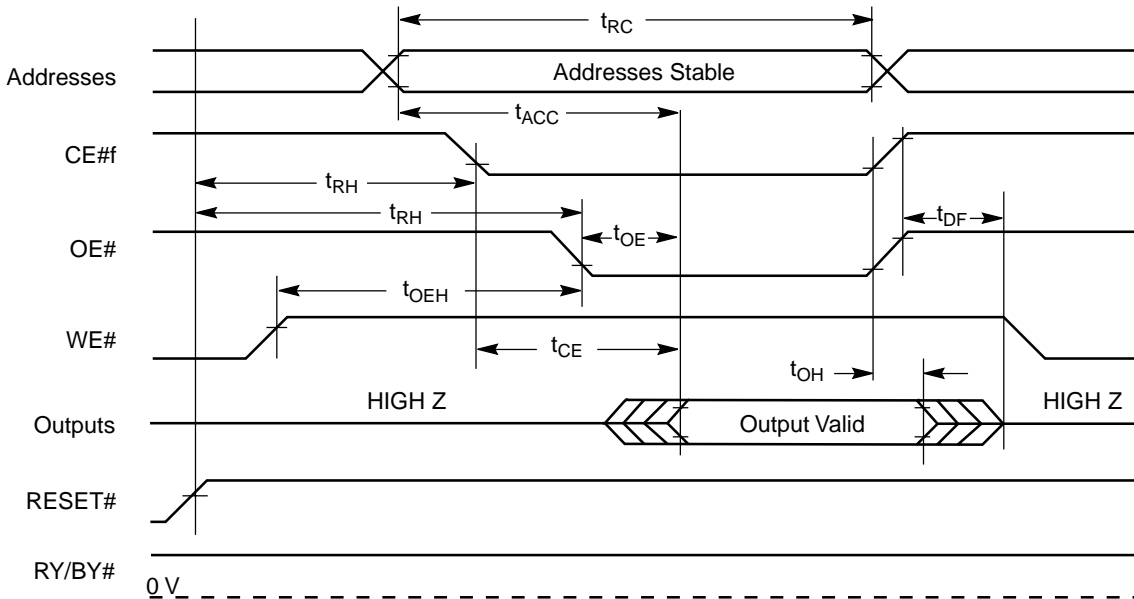 tRC
Addresses
Addresses Stable
tACC
CE#f
tRH
tRH
tDF
OE#
tOE
tOEH
WE#
tCE
tOH
HIGH Z
HIGH Z
Outputs
Output Valid
RESET#
RY/BY#
0 V